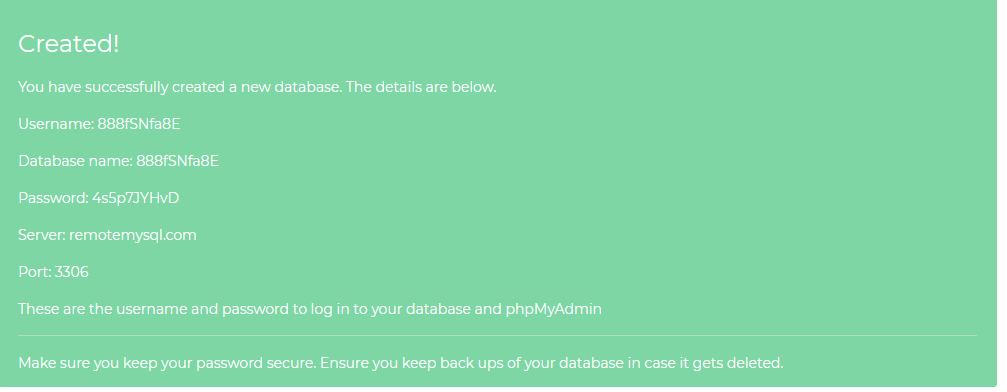 Created!
You have successfully created a new database. The details are below.
Username: 888fSNfa8E
Database name: 888fSNfa8E
Password: 4s5p7JYHvD
Server: remotemysql.com
Port: 3306
These are the username and password to log in to your database and phpMyAdmin
Make sure you keep your password secure. Ensure you keep back ups of your database in case it gets deleted.